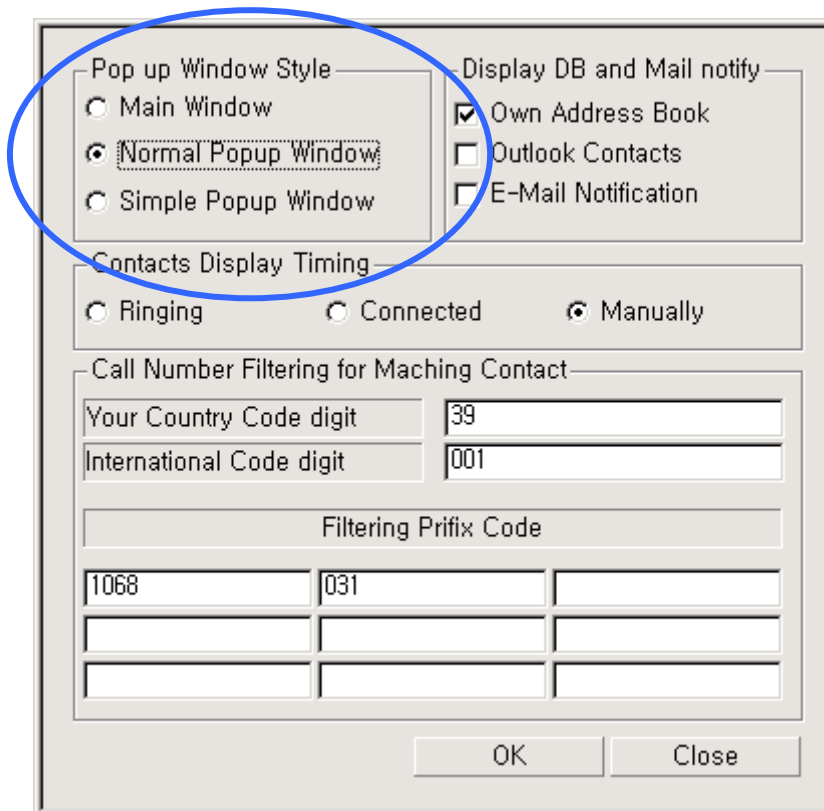 Pop up Window Style
Main Window
Normal Popup Window
Simple Popup Window
Display DB and Mail notify
Own Address Book
Outlook Contacts
E-Mail Notification
Contacts Display Timing
Ringing Connected Manually
Call Number Filtering for Maching Contact
Your Country Code digit 39
International Code digit 001
Filtering Prifix Code
1068 031
OK Close